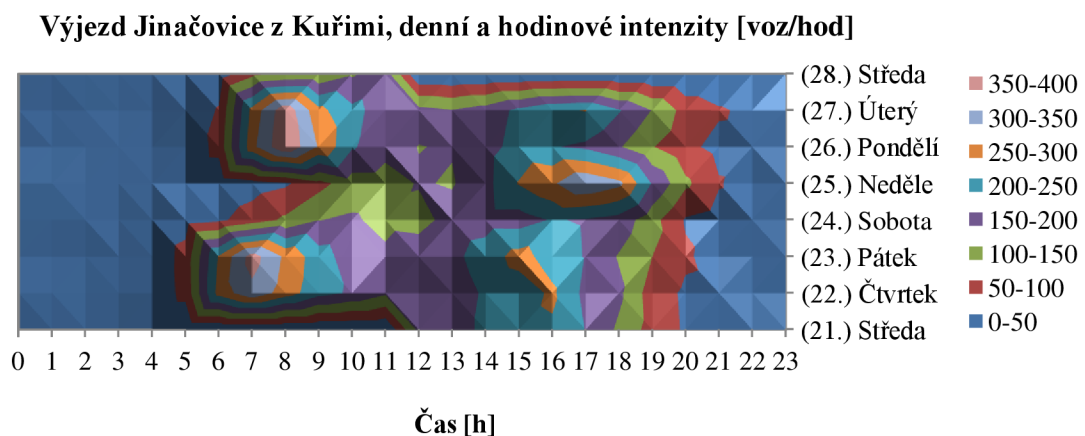 Výjezd Jinačovice z Kuřimi, denní a hodinové intenzity [voz/hod]
(28.) Středa
(27.) Úterý
(26.) Pondělí
(25.) Neděle
(24.) Sobota
(23.) Pátek
(22.) Čtvrtek
(21.) Středa
350-400
300-350
250-300
200-250
150-200
100-150
50-100
0-50
0 1 2 3 4 5 6 7 8 9 10 11 12 13 14 15 16 17 18 19 20 21 22 23
Čas [h]